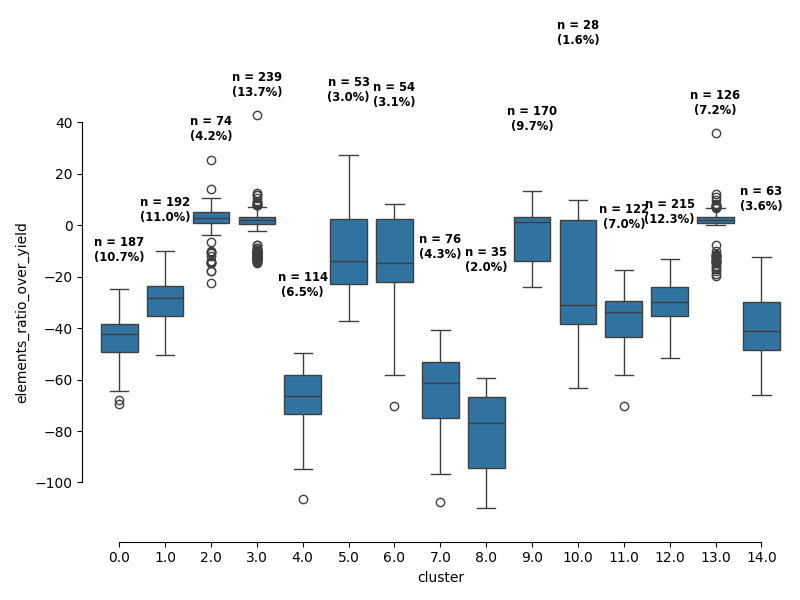 n = 28
(1.6%)
n = 239
(13.7%)
n = 53
(3.0%)
n = 54
(3.1%)
n = 126
(7.2%)
n = 170
(9.7%)
n = 74
(4.2%)
n = 192
(11.0%)
n = 122
(7.0%)
n = 215
(12.3%)
n = 63
(3.6%)
n = 187
(10.7%)
n = 76
(4.3%)
n = 35
(2.0%)
n = 114
(6.5%)
40
20
0
−20
−40
−60
−80
−100
elements_ratio_over_yield
0.0 1.0 2.0 3.0 4.0 5.0 6.0 7.0 8.0 9.0 10.0 11.0 12.0 13.0 14.0
cluster